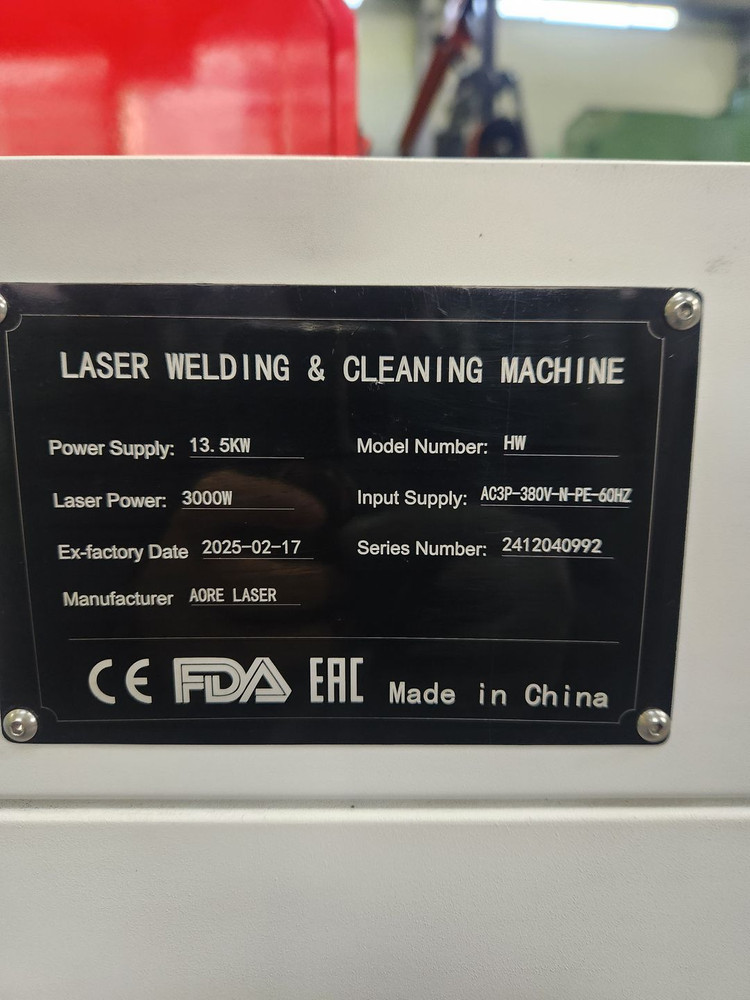 LASER WELDING & CLEANING MACHINE
Power Supply: 13.5KW Model Number: HW
Laser Power: 3000W Input Supply: AC3P-380V-N-PE-60HZ
Ex-factory Date 2025-02-17 Series Number: 2412040992
Manufacturer AORE LASER
CE FDA EAC Made in China